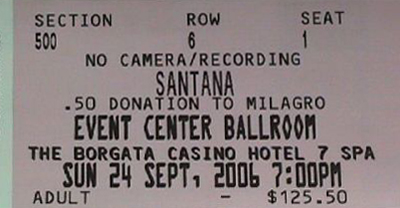 SECTION ROW SEAT
500 6 1
NO CAMERA/RECORDING
SANTANA
.50 DONATION TO MILAGRO
EVENT CENTER BALLROOM
THE BORGATA CASINO HOTEL 7 SPA
SUN 24 SEPT, 2006 7:00PM
ADULT - $125.50